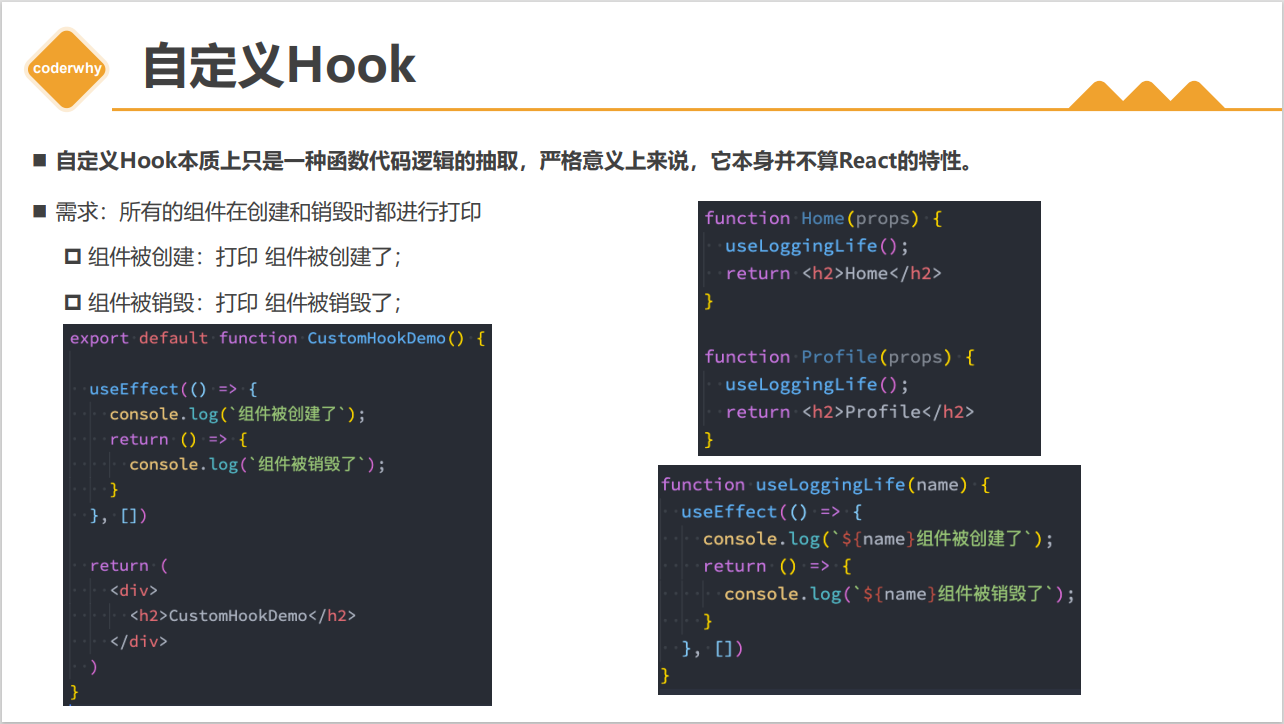 coderwhy
自定义Hook
自定义Hook本质上只是一种函数代码逻辑的抽取，严格意义上来说，它本身并不算React的特性。
需求：所有的组件在创建和销毁时都进行打印
组件被创建：打印 组件被创建了；
组件被销毁：打印 组件被销毁了；
export default function CustomHookDemo() {
useEffect(() => {
console.log(`组件被创建了`);
return () => {
console.log(`组件被销毁了`);
}
}, [])
return (
<div>
<h2>CustomHookDemo</h2>
</div>
)
}
function Home(props) {
useLoggingLife();
return <h2>Home</h2>
}
function Profile(props) {
useLoggingLife();
return <h2>Profile</h2>
}
function useLoggingLife(name) {
useEffect(() => {
console.log(`${name}组件被创建了`);
return () => {
console.log(`${name}组件被销毁了`);
}
}, [])
}